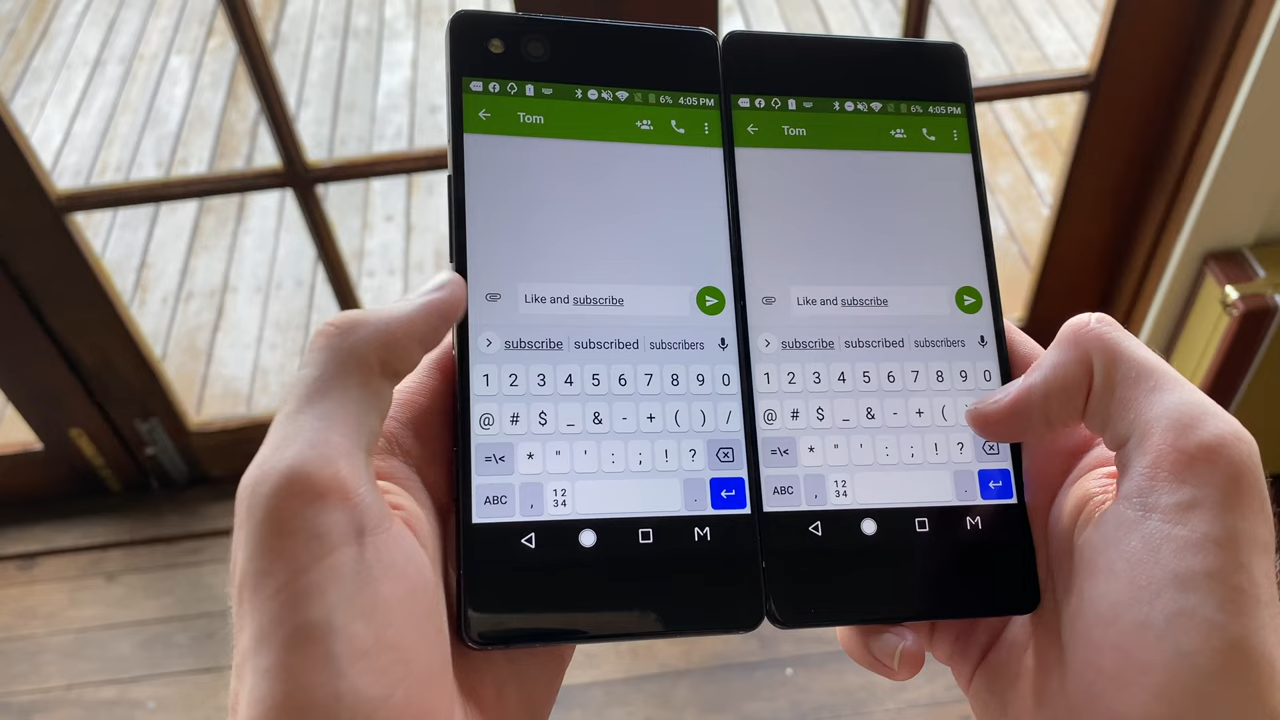 6% 4:05 PM
Tom
Like and subscribe
subscribe subscribed subscribers
1 2 3 4 5 6 7 8 9 0
@ # $ _ & - + ( ) /
=\< * " ' : ; ! ?
ABC , 12 34 .
M
6% 4:05 PM
Tom
Like and subscribe
subscribe subscribed subscribers
1 2 3 4 5 6 7 8 9 0
@ # $ _ & - + (
=\< * " ' : ; ! ?
ABC , 12 34 .
M